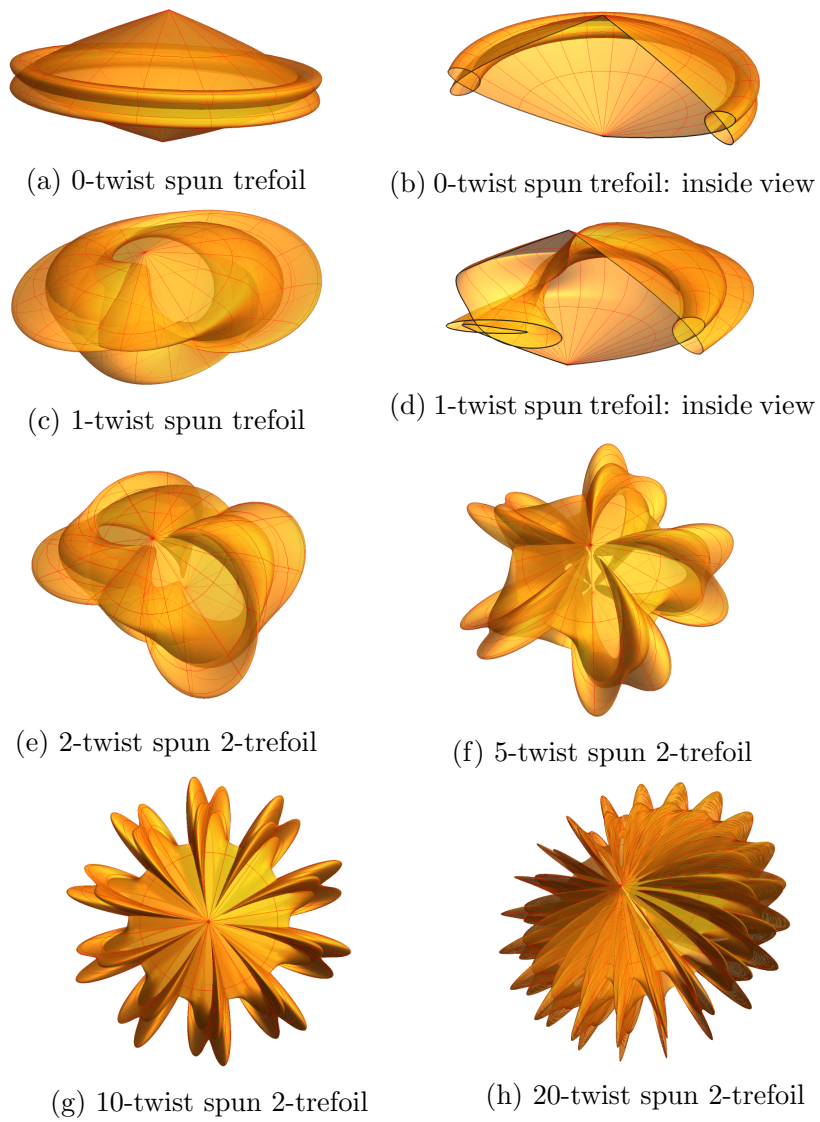 (a) 0-twist spun trefoil
(b) 0-twist spun trefoil: inside view
(c) 1-twist spun trefoil
(d) 1-twist spun trefoil: inside view
(e) 2-twist spun 2-trefoil
(f) 5-twist spun 2-trefoil
(g) 10-twist spun 2-trefoil
(h) 20-twist spun 2-trefoil